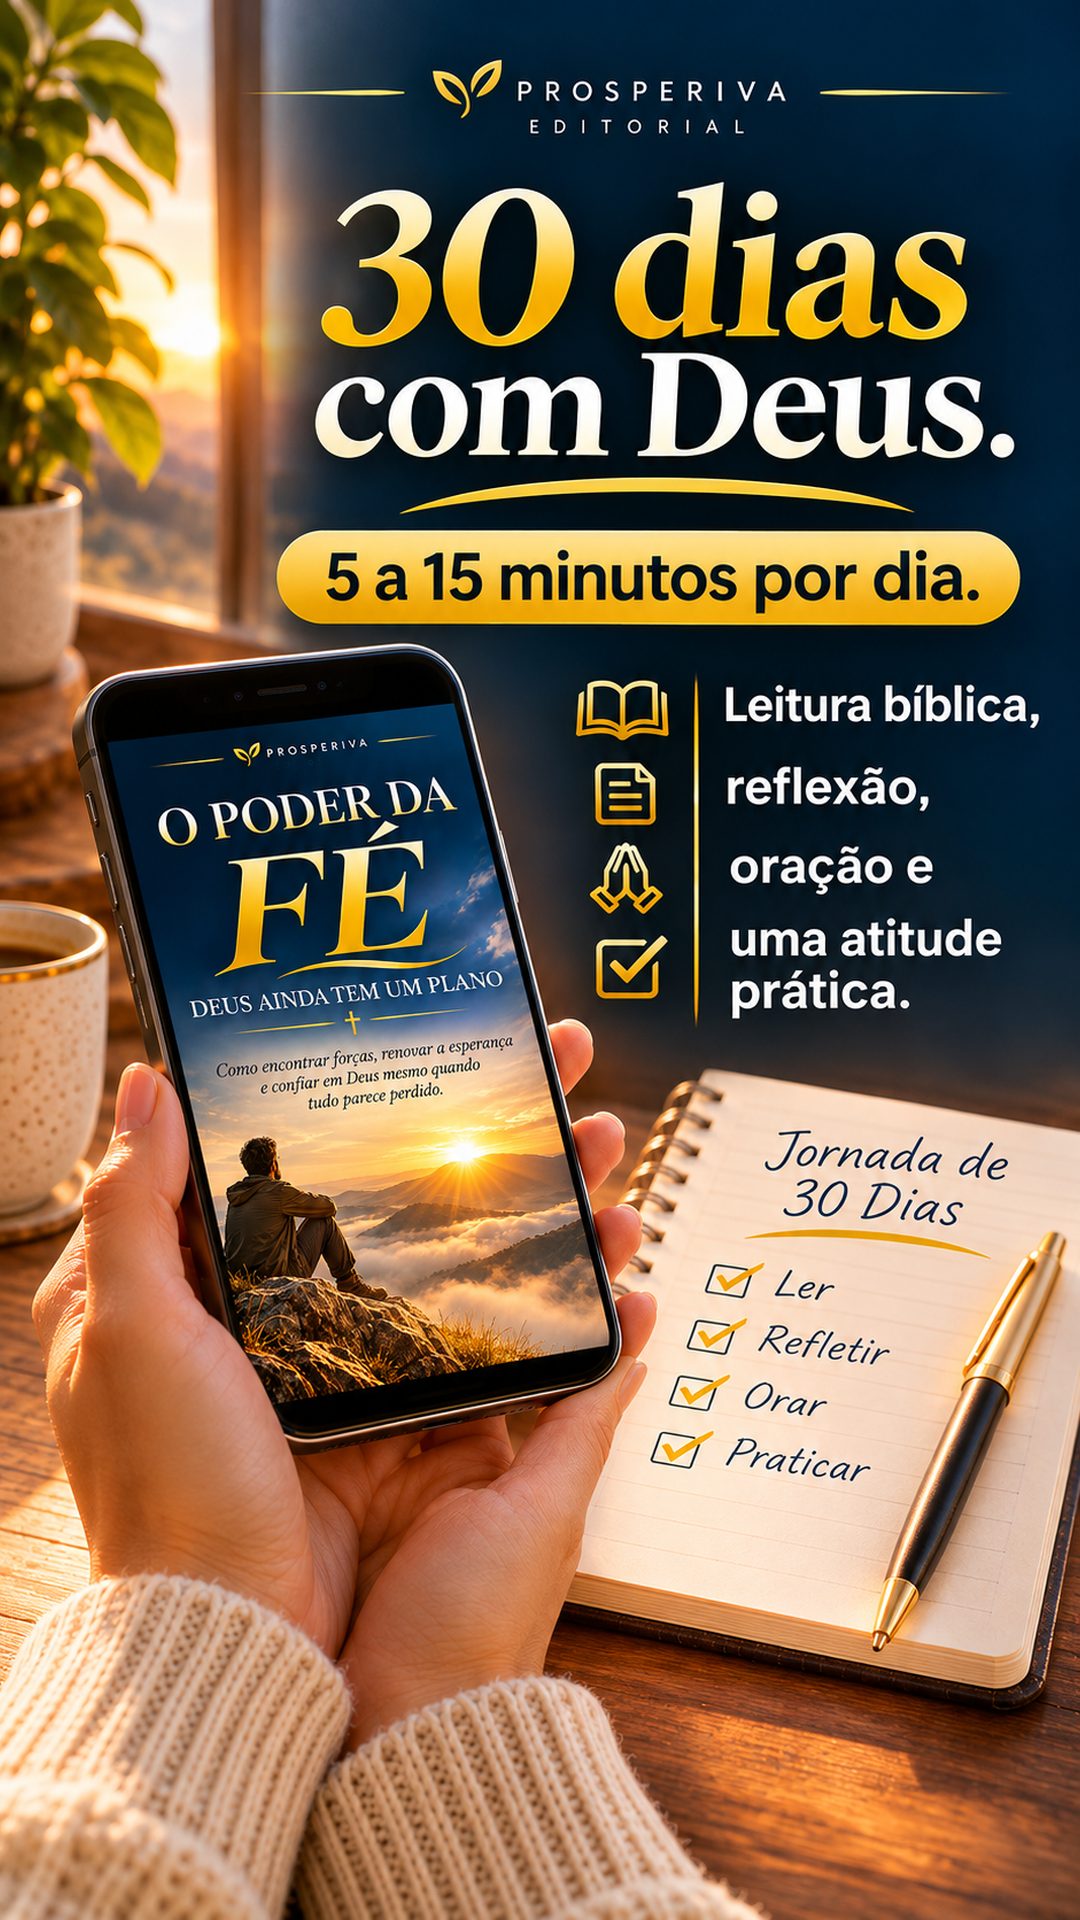 PROSPERIVA
EDITORIAL
30 dias
com Deus.
5 a 15 minutos por dia.
Leitura bíblica,
reflexão,
oração e
uma atitude
prática.
PROSPERIVA
O PODER DA
FÉ
DEUS AINDA TEM UM PLANO
Como encontrar forças, renovar a esperança
e confiar em Deus mesmo quando
tudo parece perdido.
Jornada de
30 Dias
Ler
Refletir
Orar
Praticar